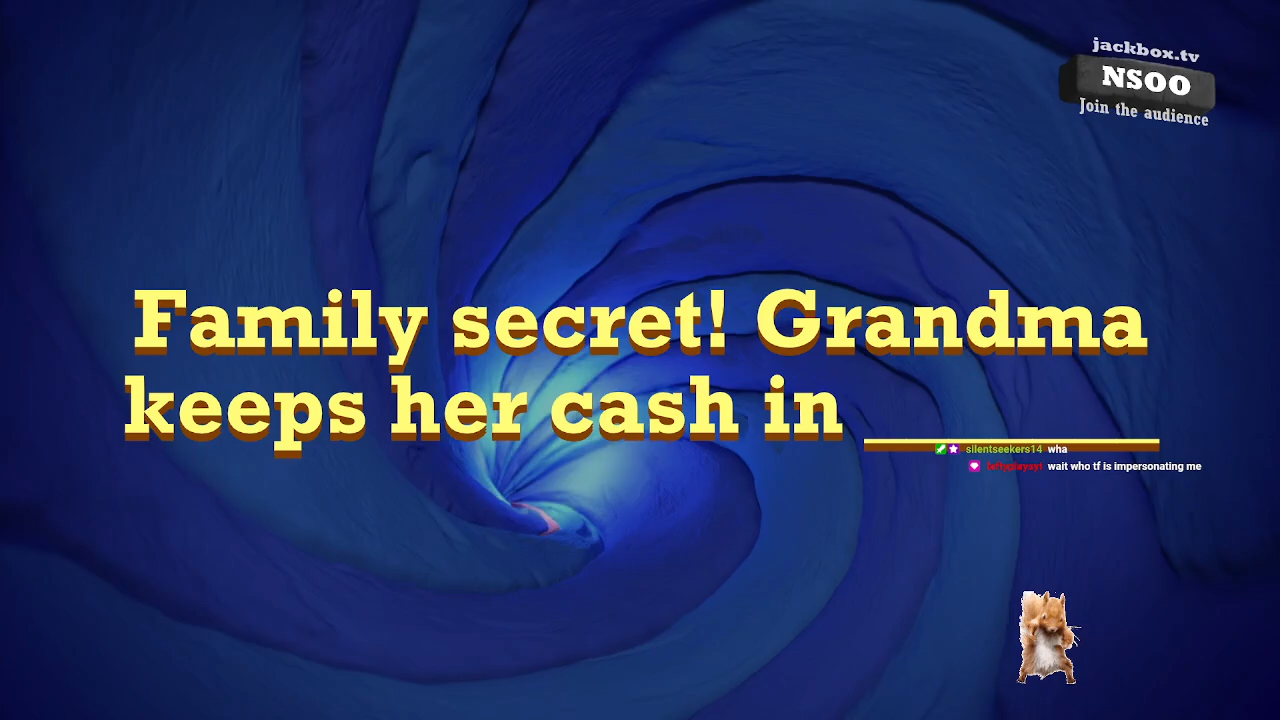 jackbox.tv
NSOO
Join the audience
Family secret! Grandma
keeps her cash in
silentseekers14 wha
wait who tf is impersonating me